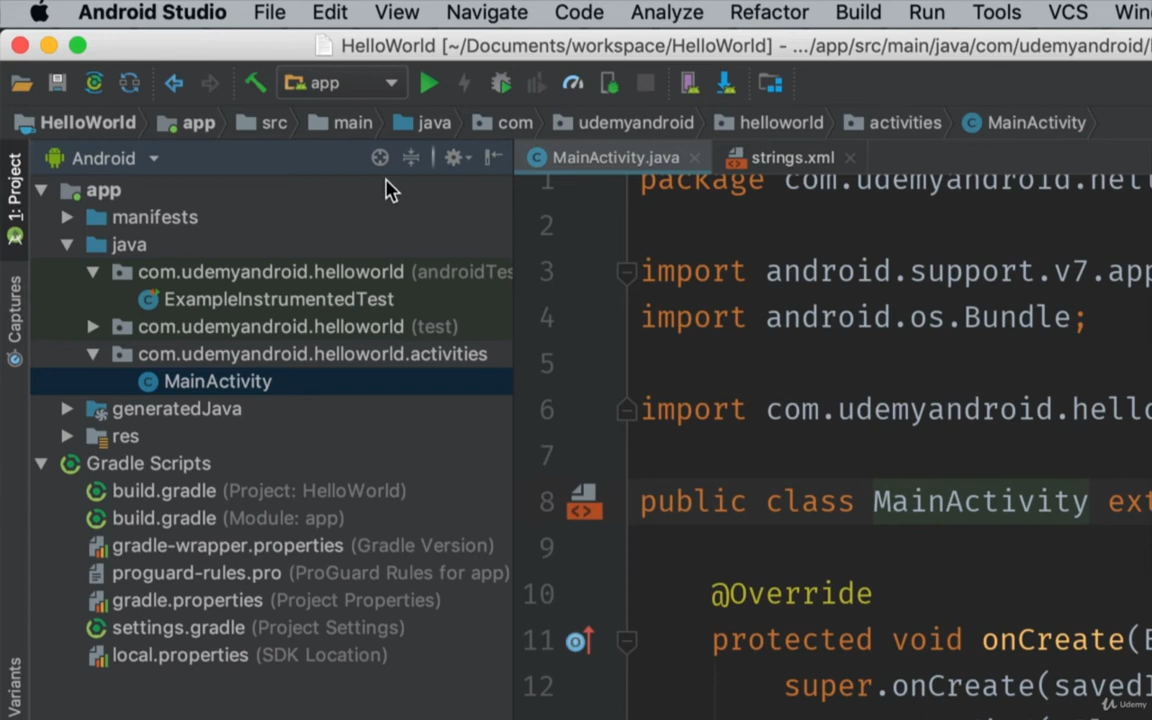 Android Studio File Edit View Navigate Code Analyze Refactor Build Run Tools VCS
HelloWorld [~/Documents/workspace/HelloWorld] - .../app/src/main/java/com/udemyandroid/
app
HelloWorld app src main java com udemyandroid helloworld activities MainActivity
1: Project
Captures
Variants
Android
app
manifests
java
com.udemyandroid.helloworld (androidTes
ExampleInstrumentedTest
com.udemyandroid.helloworld (test)
com.udemyandroid.helloworld.activities
MainActivity
generatedJava
res
Gradle Scripts
build.gradle (Project: HelloWorld)
build.gradle (Module: app)
gradle-wrapper.properties (Gradle Version)
proguard-rules.pro (ProGuard Rules for app)
gradle.properties (Project Properties)
settings.gradle (Project Settings)
local.properties (SDK Location)
MainActivity.java strings.xml
1 package com.udemyandroid.hell
2
3 import android.support.v7.app
4 import android.os.Bundle;
5
6 import com.udemyandroid.hello
7
8 public class MainActivity ext
9
10 @Override
11 protected void onCreate(B
12 super.onCreate(savedI
Udemy